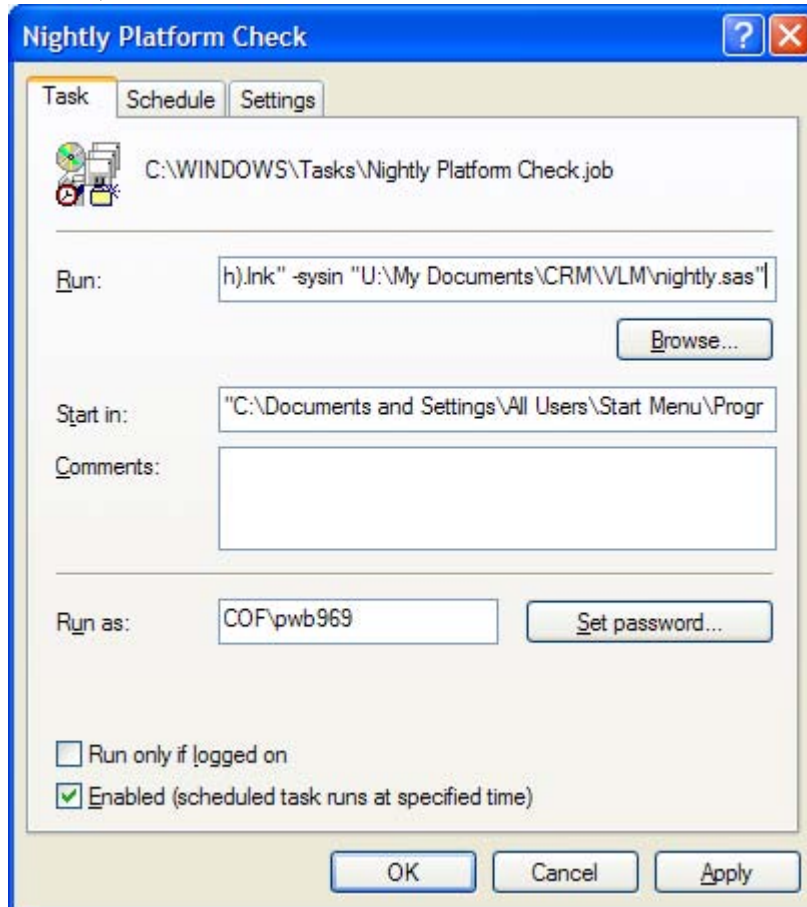 Nightly Platform Check
Task Schedule Settings
C:\WINDOWS\Tasks\Nightly Platform Check.job
Run: h).lnk" -sysin "U:\My Documents\CRM\VLM\nightly.sas"
Browse...
Start in: "C:\Documents and Settings\All Users\Start Menu\Progr
Comments:
Run as: COF\pwb969 Set password...
Run only if logged on
Enabled (scheduled task runs at specified time)
OK Cancel Apply